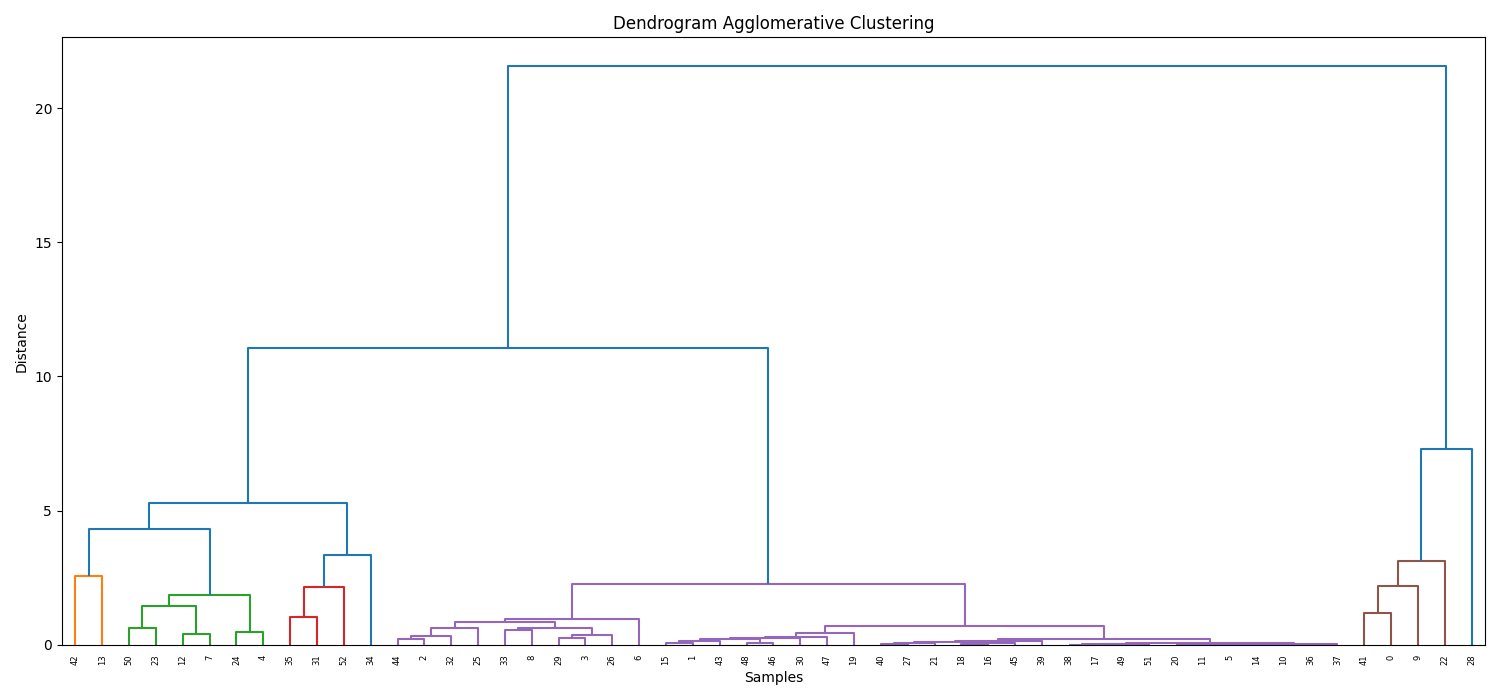 Dendrogram Agglomerative Clustering
20
15
10
5
0
Distance
42 13 50 23 12 7 24 4 35 31 52 34 44 2 32 25 33 8 29 3 26 6 15 1 43 48 46 30 47 19 40 27 21 18 16 45 39 38 17 49 51 20 11 5 14 10 36 37 41 0 9 22 28
Samples